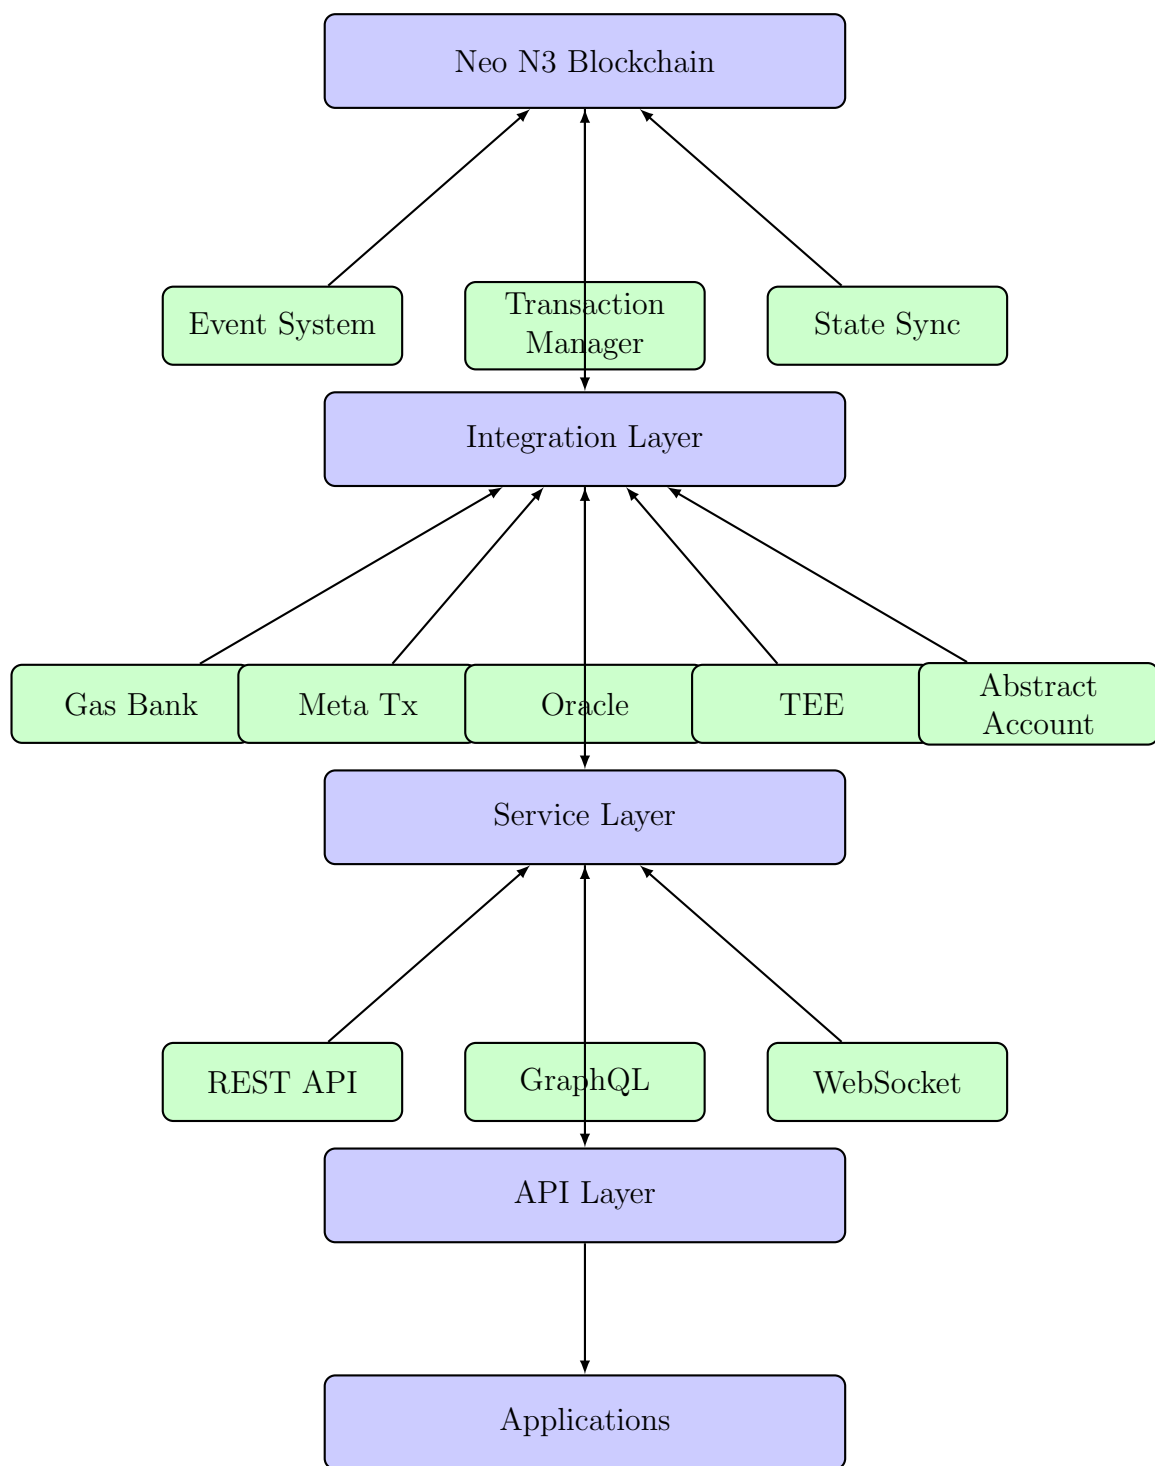 Neo N3 Blockchain
Event System
Transaction
Manager
State Sync
Integration Layer
Gas Bank
Meta Tx
Oracle
TEE
Abstract
Account
Service Layer
REST API
GraphQL
WebSocket
API Layer
Applications